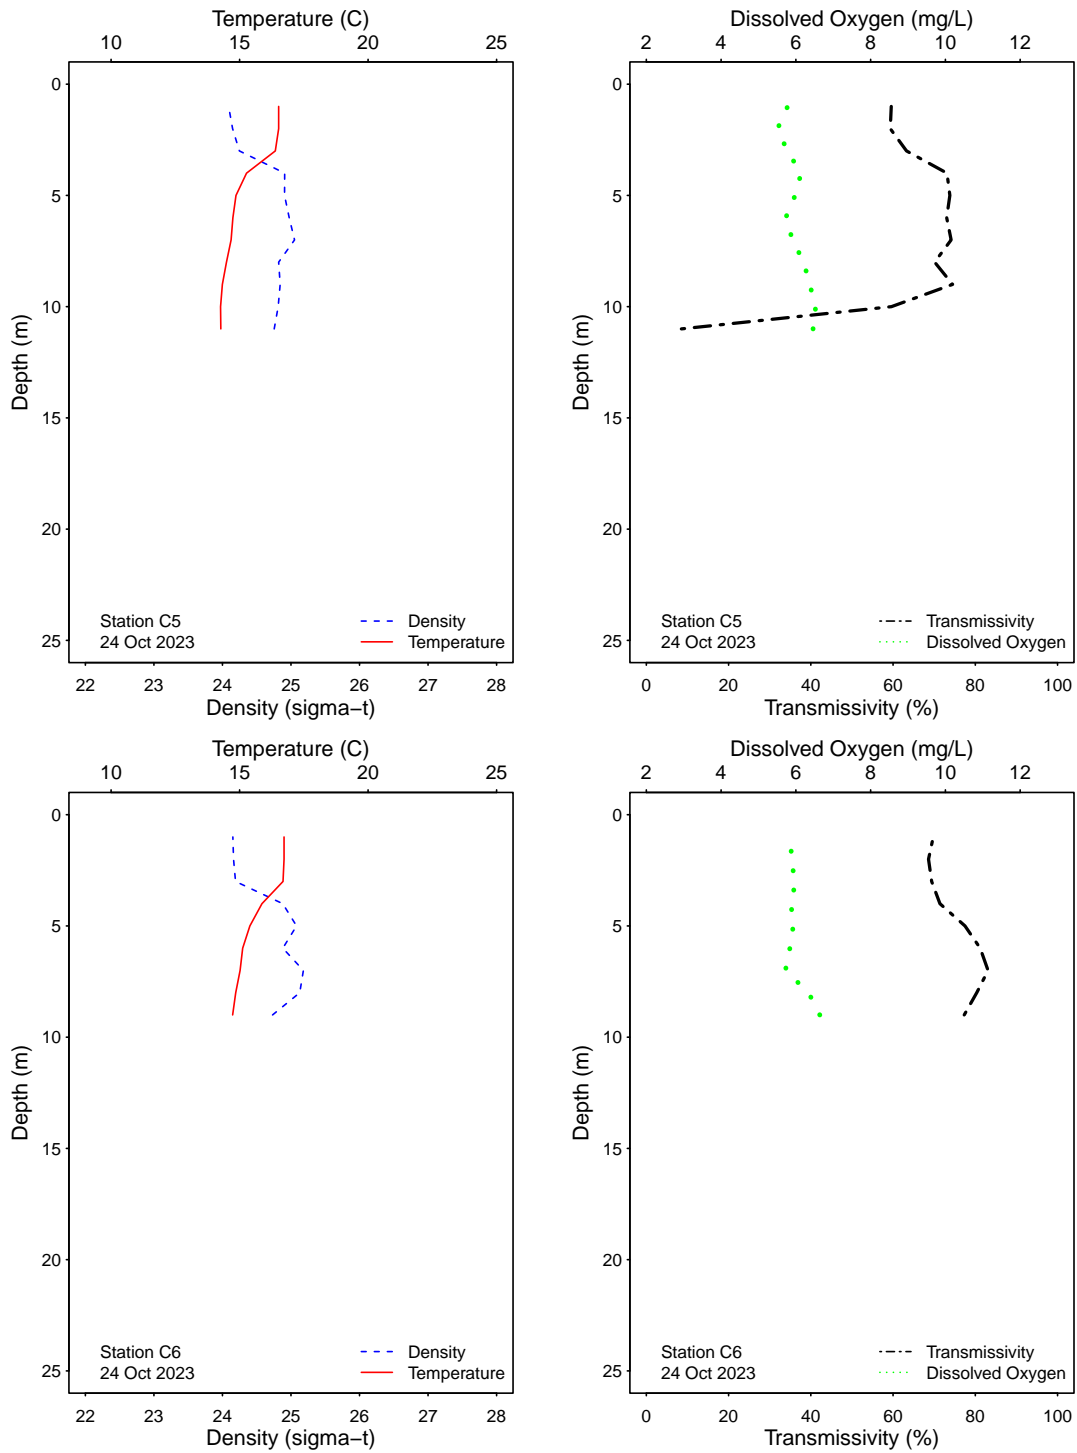 Temperature (C)
10 15 20 25
0
5
10
15
20
25
Depth (m)
Station C5
24 Oct 2023
Density
Temperature
22 23 24 25 26 27 28
Density (sigma−t)
Dissolved Oxygen (mg/L)
2 4 6 8 10 12
0
5
10
15
20
25
Depth (m)
Station C5
24 Oct 2023
Transmissivity
Dissolved Oxygen
0 20 40 60 80 100
Transmissivity (%)
Temperature (C)
10 15 20 25
0
5
10
15
20
25
Depth (m)
Station C6
24 Oct 2023
Density
Temperature
22 23 24 25 26 27 28
Density (sigma−t)
Dissolved Oxygen (mg/L)
2 4 6 8 10 12
0
5
10
15
20
25
Depth (m)
Station C6
24 Oct 2023
Transmissivity
Dissolved Oxygen
0 20 40 60 80 100
Transmissivity (%)